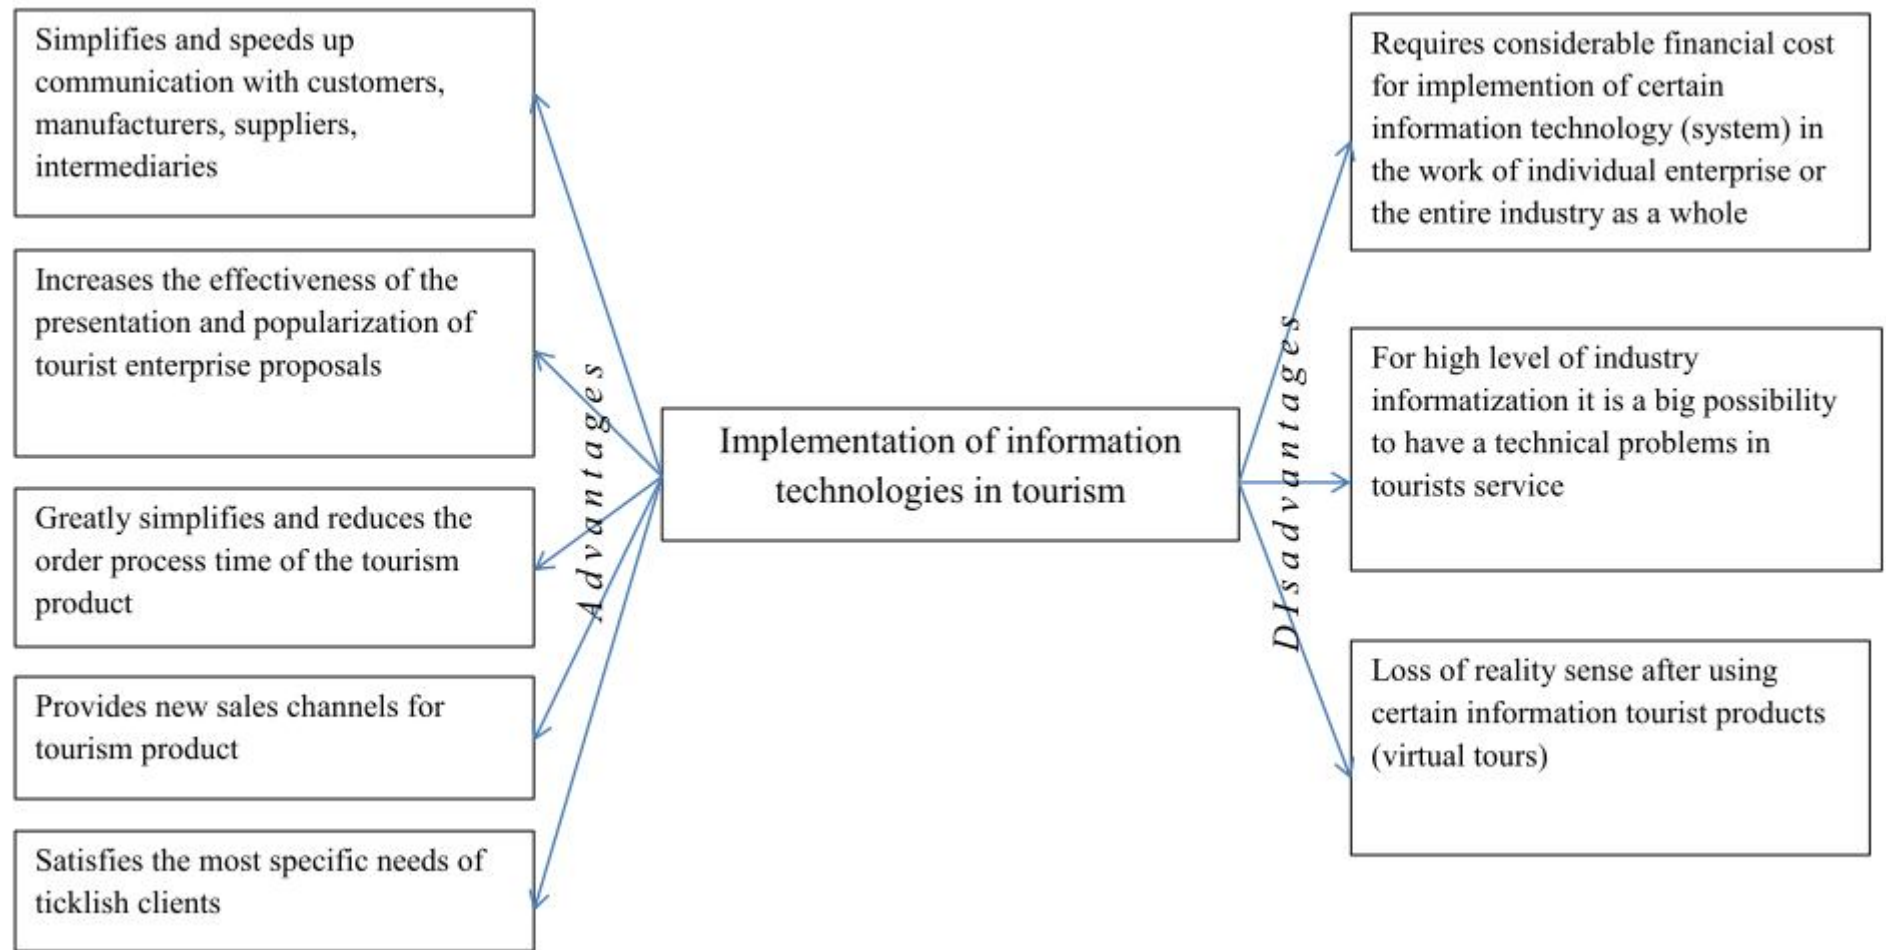 Simplifies and speeds up
communication with customers,
manufacturers, suppliers,
intermediaries
Increases the effectiveness of the
presentation and popularization of
tourist enterprise proposals
Greatly simplifies and reduces the
order process time of the tourism
product
Provides new sales channels for
tourism product
Satisfies the most specific needs of
ticklish clients
Advantages
Implementation of information
technologies in tourism
DIsadvantages
Requires considerable financial cost
for implemention of certain
information technology (system) in
the work of individual enterprise or
the entire industry as a whole
For high level of industry
informatization it is a big possibility
to have a technical problems in
tourists service
Loss of reality sense after using
certain information tourist products
(virtual tours)